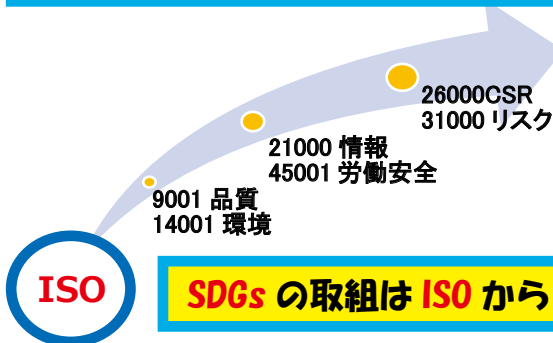 26000CSR
31000 リスク
21000 情報
45001 労働安全
9001 品質
14001 環境
ISO
SDGs の取組は ISO から